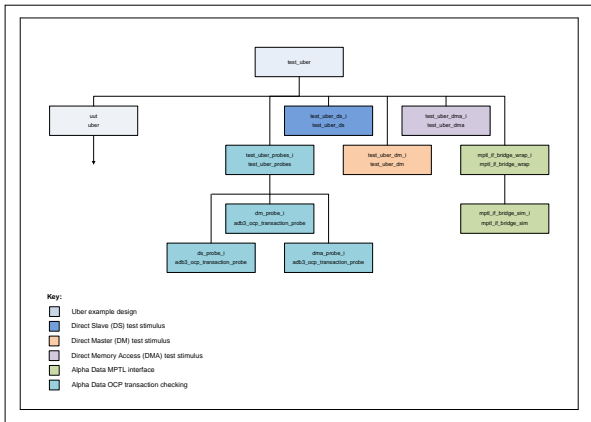 test_uber
uut
uber
test_uber_ds_i
test_uber_ds
test_uber_dma_i
test_uber_dma
test_uber_probes_i
test_uber_probes
test_uber_dm_i
test_uber_dm
mptl_if_bridge_wrap_i
mptl_if_bridge_wrap
dm_probe_i
adb3_ocp_transaction_probe
mptl_if_bridge_sim_i
mptl_if_bridge_sim
ds_probe_i
adb3_ocp_transaction_probe
dma_probe_i
adb3_ocp_transaction_probe
Key:
Uber example design
Direct Slave (DS) test stimulus
Direct Master (DM) test stimulus
Direct Memory Access (DMA) test stimulus
Alpha Data MPTL interface
Alpha Data OCP transaction checking